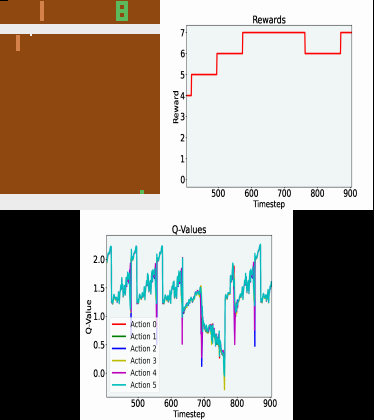 1 8
Rewards
7
6
5
4
3
2
1
0
Reward
500 600 700 800 900
Timestep
Q-Values
2.0
1.5
1.0
0.5
0.0
Q-Value
Action 0
Action 1
Action 2
Action 3
Action 4
Action 5
500 600 700 800 900
Timestep